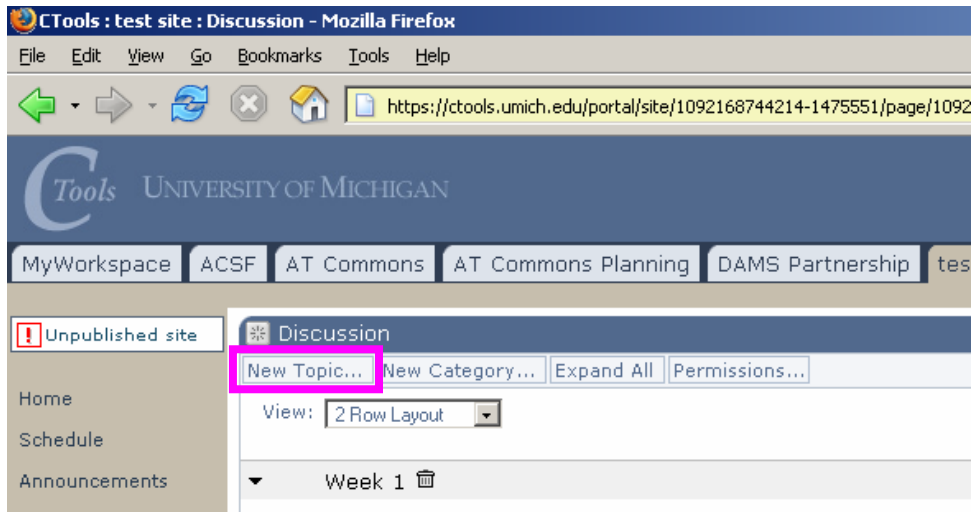 CTools : test site : Discussion - Mozilla Firefox
File Edit View Go Bookmarks Tools Help
https://ctools.umich.edu/portal/site/1092168744214-1475551/page/1092
CTools UNIVERSITY OF MICHIGAN
MyWorkspace ACSF AT Commons AT Commons Planning DAMS Partnership tes
! Unpublished site
Discussion
New Topic... New Category... Expand All Permissions...
Home
View: 2 Row Layout
Schedule
Announcements
Week 1